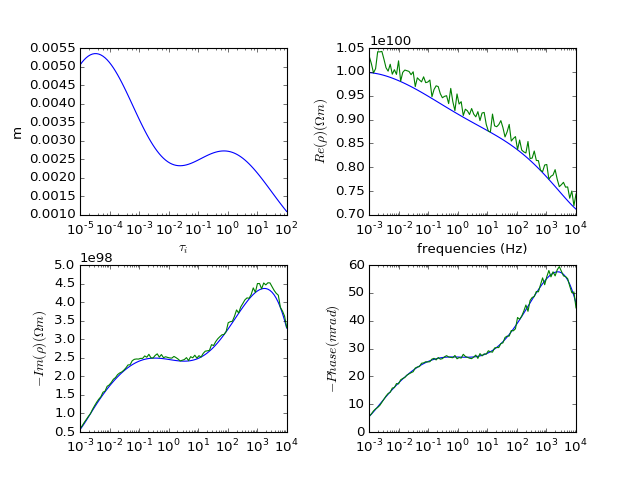 0.0055
0.0050
0.0045
0.0040
0.0035
0.0030
0.0025
0.0020
0.0015
0.0010
m
10^-5 10^-4 10^-3 10^-2 10^-1 10^0 10^1 10^2
τ_i
1e100
1.05
1.00
0.95
0.90
0.85
0.80
0.75
0.70
Re(ρ)(Ωm)
10^-3 10^-2 10^-1 10^0 10^1 10^2 10^3 10^4
frequencies (Hz)
1e98
5.0
4.5
4.0
3.5
3.0
2.5
2.0
1.5
1.0
0.5
−Im(ρ)(Ωm)
10^-3 10^-2 10^-1 10^0 10^1 10^2 10^3 10^4
60
50
40
30
20
10
0
−Phase(mrad)
10^-3 10^-2 10^-1 10^0 10^1 10^2 10^3 10^4